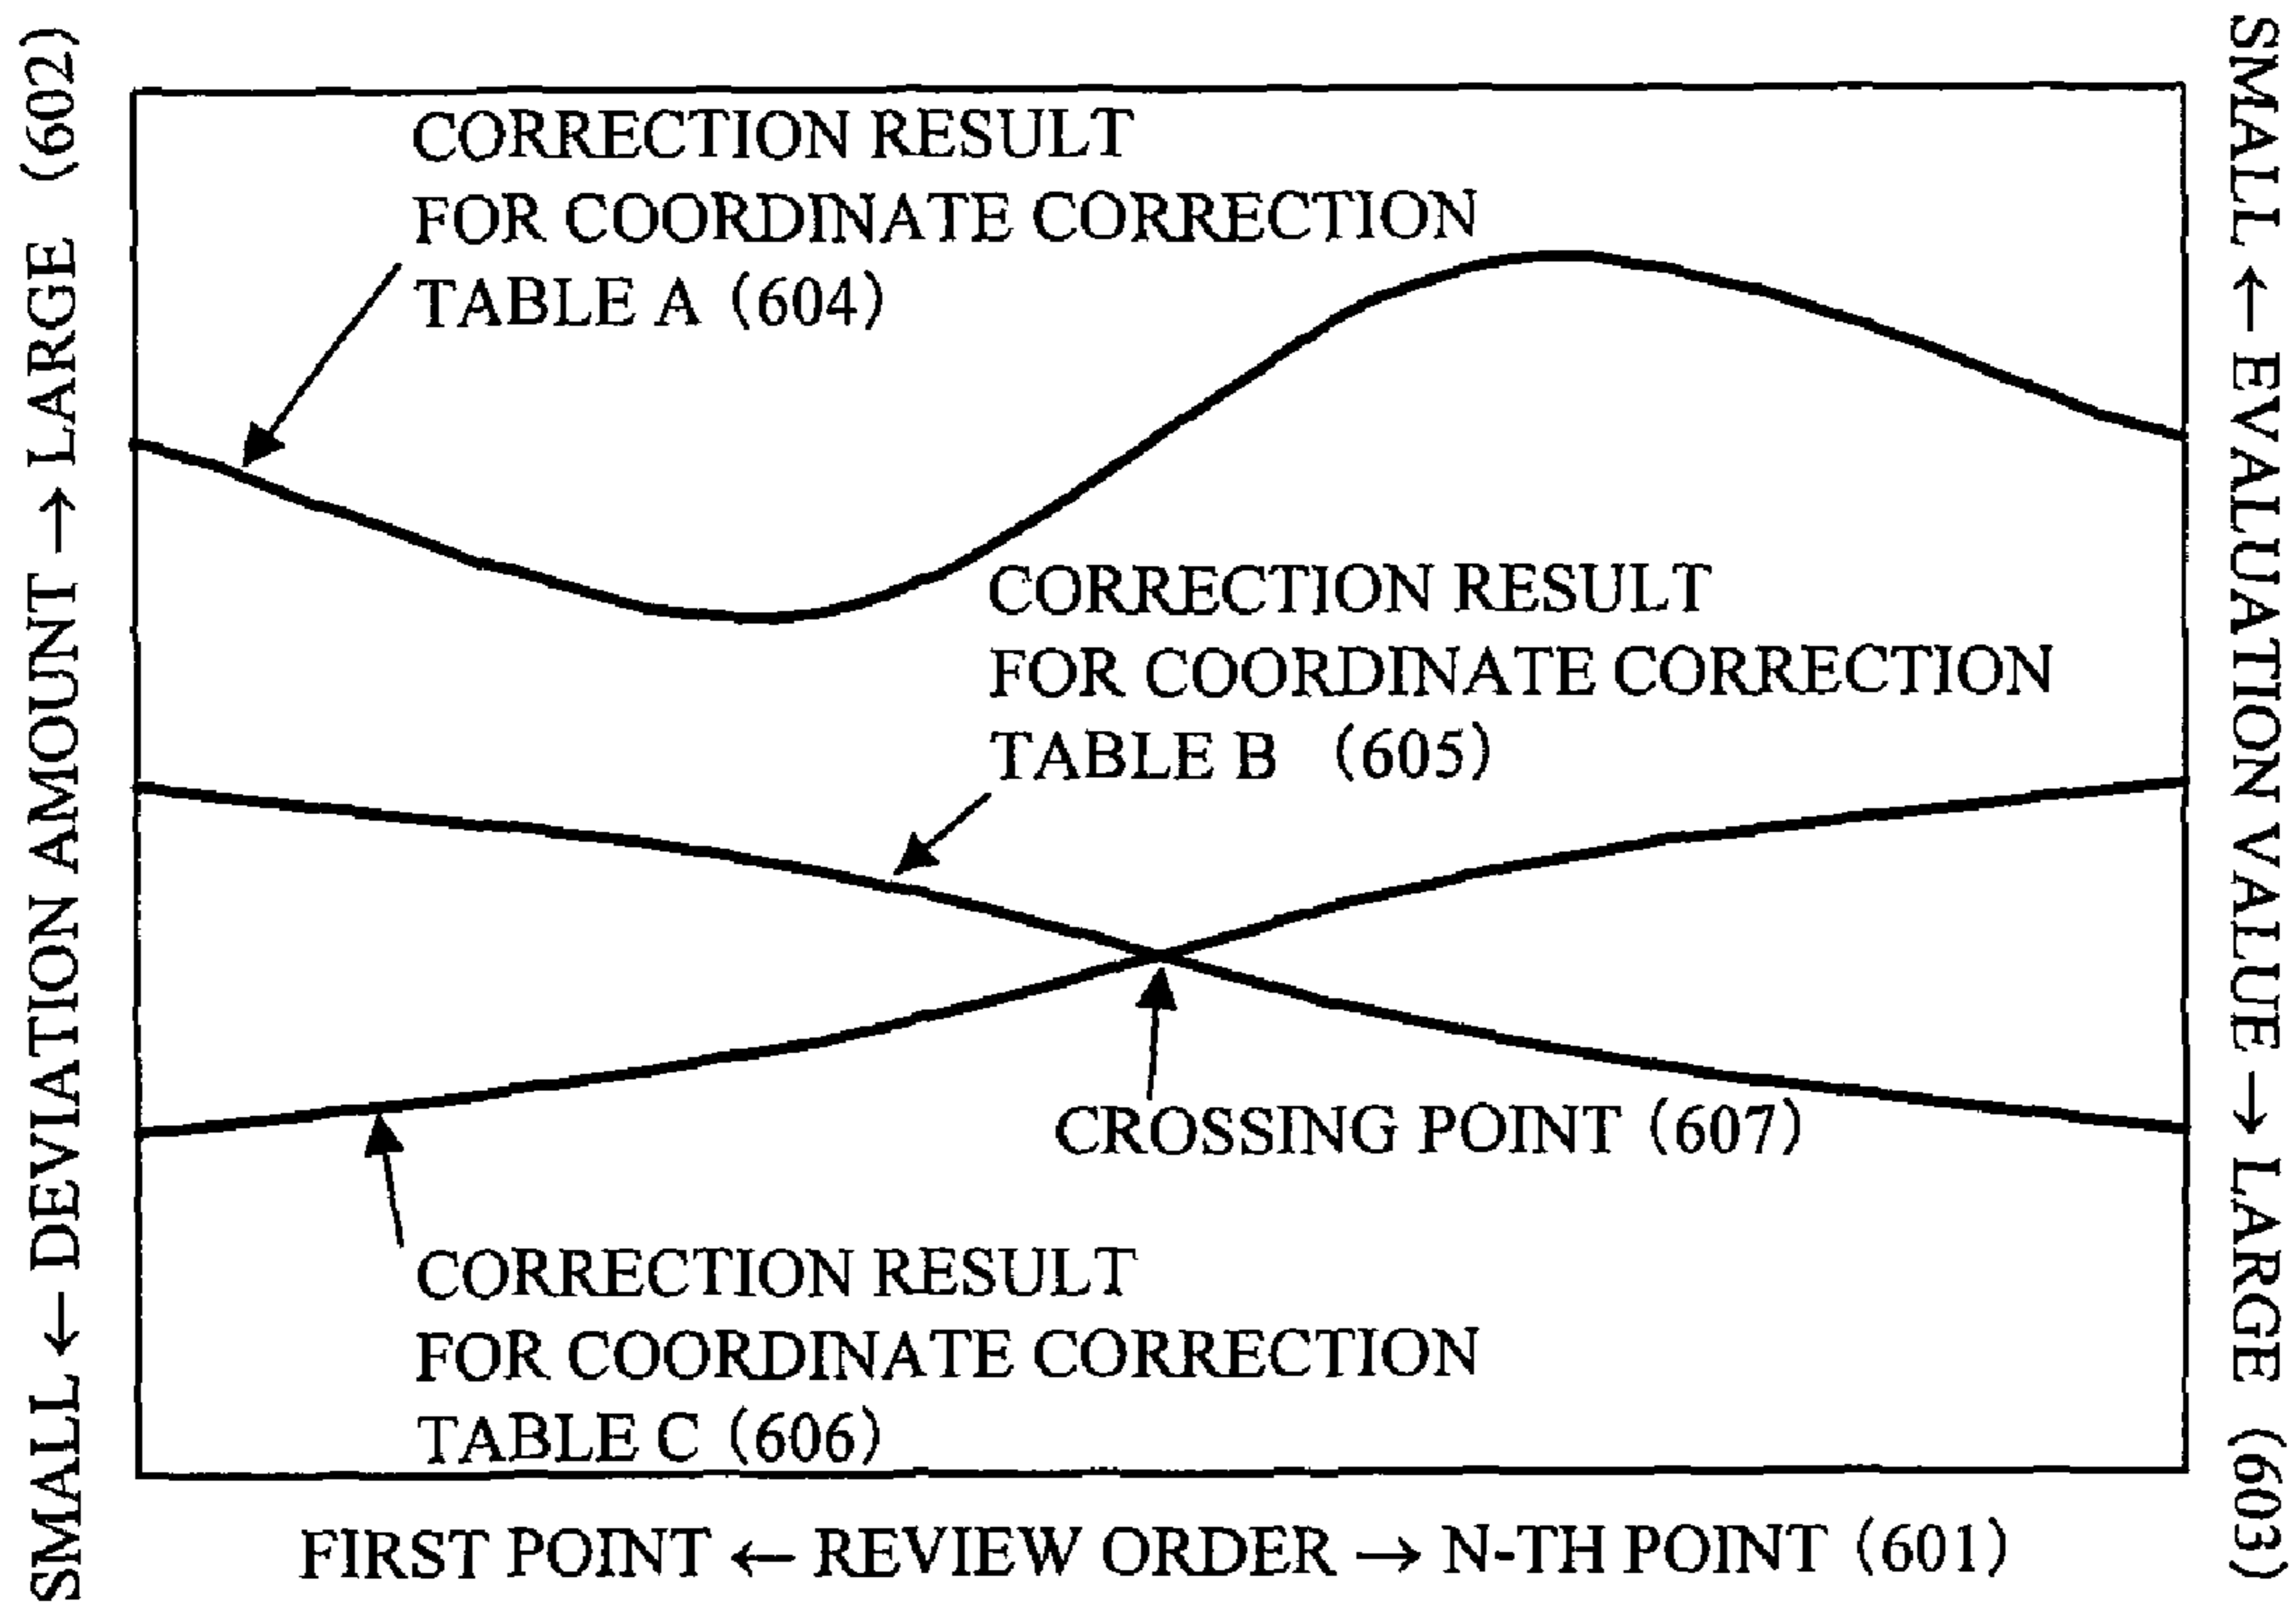 SMALL ← DEVIATION AMOUNT → LARGE (602)
CORRECTION RESULT
FOR COORDINATE CORRECTION
TABLE A (604)
CORRECTION RESULT
FOR COORDINATE CORRECTION
TABLE B (605)
CROSSING POINT (607)
CORRECTION RESULT
FOR COORDINATE CORRECTION
TABLE C (606)
SMALL ← EVALUATION VALUE → LARGE (603)
FIRST POINT ← REVIEW ORDER → N-TH POINT (601)